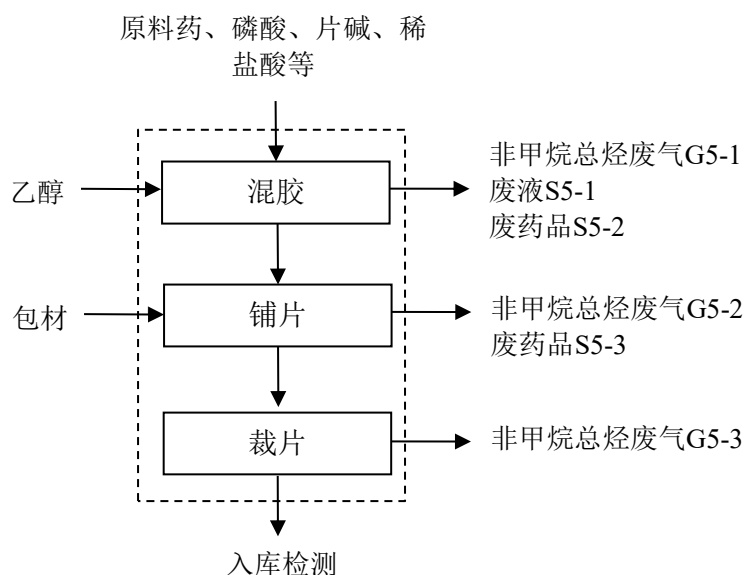 原料药、磷酸、片碱、稀
盐酸等
乙醇
混胶
非甲烷总烃废气G5-1
废液S5-1
废药品S5-2
包材
铺片
非甲烷总烃废气G5-2
废药品S5-3
裁片
非甲烷总烃废气G5-3
入库检测